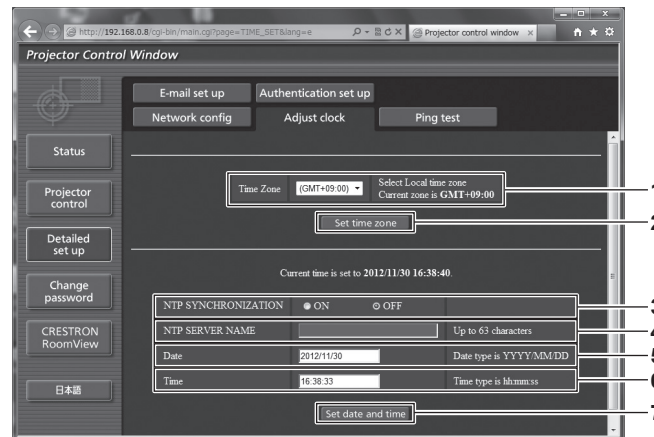 http://192.168.0.8/cgi-bin/main.cgi?page=TIME_SET&lang=e
Projector control window
Projector Control Window
E-mail set up
Authentication set up
Network config
Adjust clock
Ping test
Status
Projector control
Detailed set up
Change password
CRESTRON RoomView
日本語
Time Zone (GMT+09:00) Select Local time zone
Current zone is GMT+09:00
1
Set time zone
2
Current time is set to 2012/11/30 16:38:40.
NTP SYNCHRONIZATION ON OFF
3
NTP SERVER NAME Up to 63 characters
4
Date 2012/11/30 Date type is YYYY/MM/DD
5
Time 16:38:33 Time type is hh:mm:ss
6
Set date and time
7